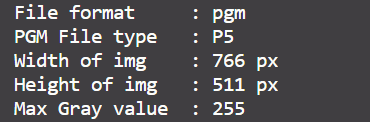 File format : pgm
PGM File type : P5
Width of img : 766 px
Height of img : 511 px
Max Gray value : 255